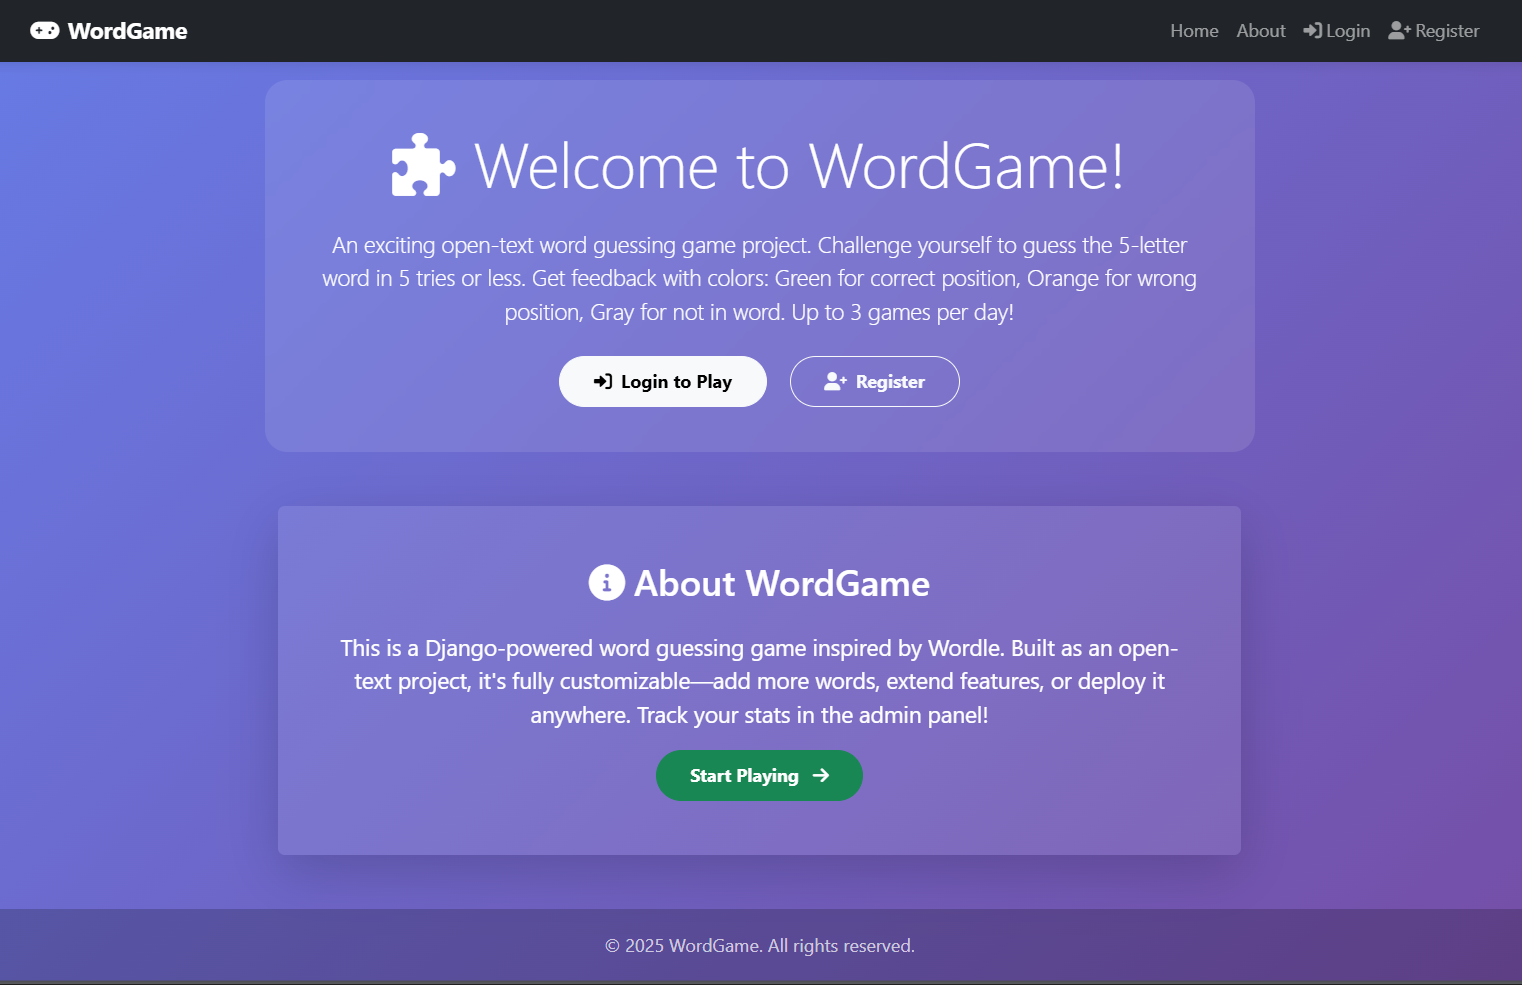 WordGame
Home About Login Register
Welcome to WordGame!
An exciting open-text word guessing game project. Challenge yourself to guess the 5-letter
word in 5 tries or less. Get feedback with colors: Green for correct position, Orange for wrong
position, Gray for not in word. Up to 3 games per day!
Login to Play Register
About WordGame
This is a Django-powered word guessing game inspired by Wordle. Built as an open-
text project, it's fully customizable—add more words, extend features, or deploy it
anywhere. Track your stats in the admin panel!
Start Playing
© 2025 WordGame. All rights reserved.